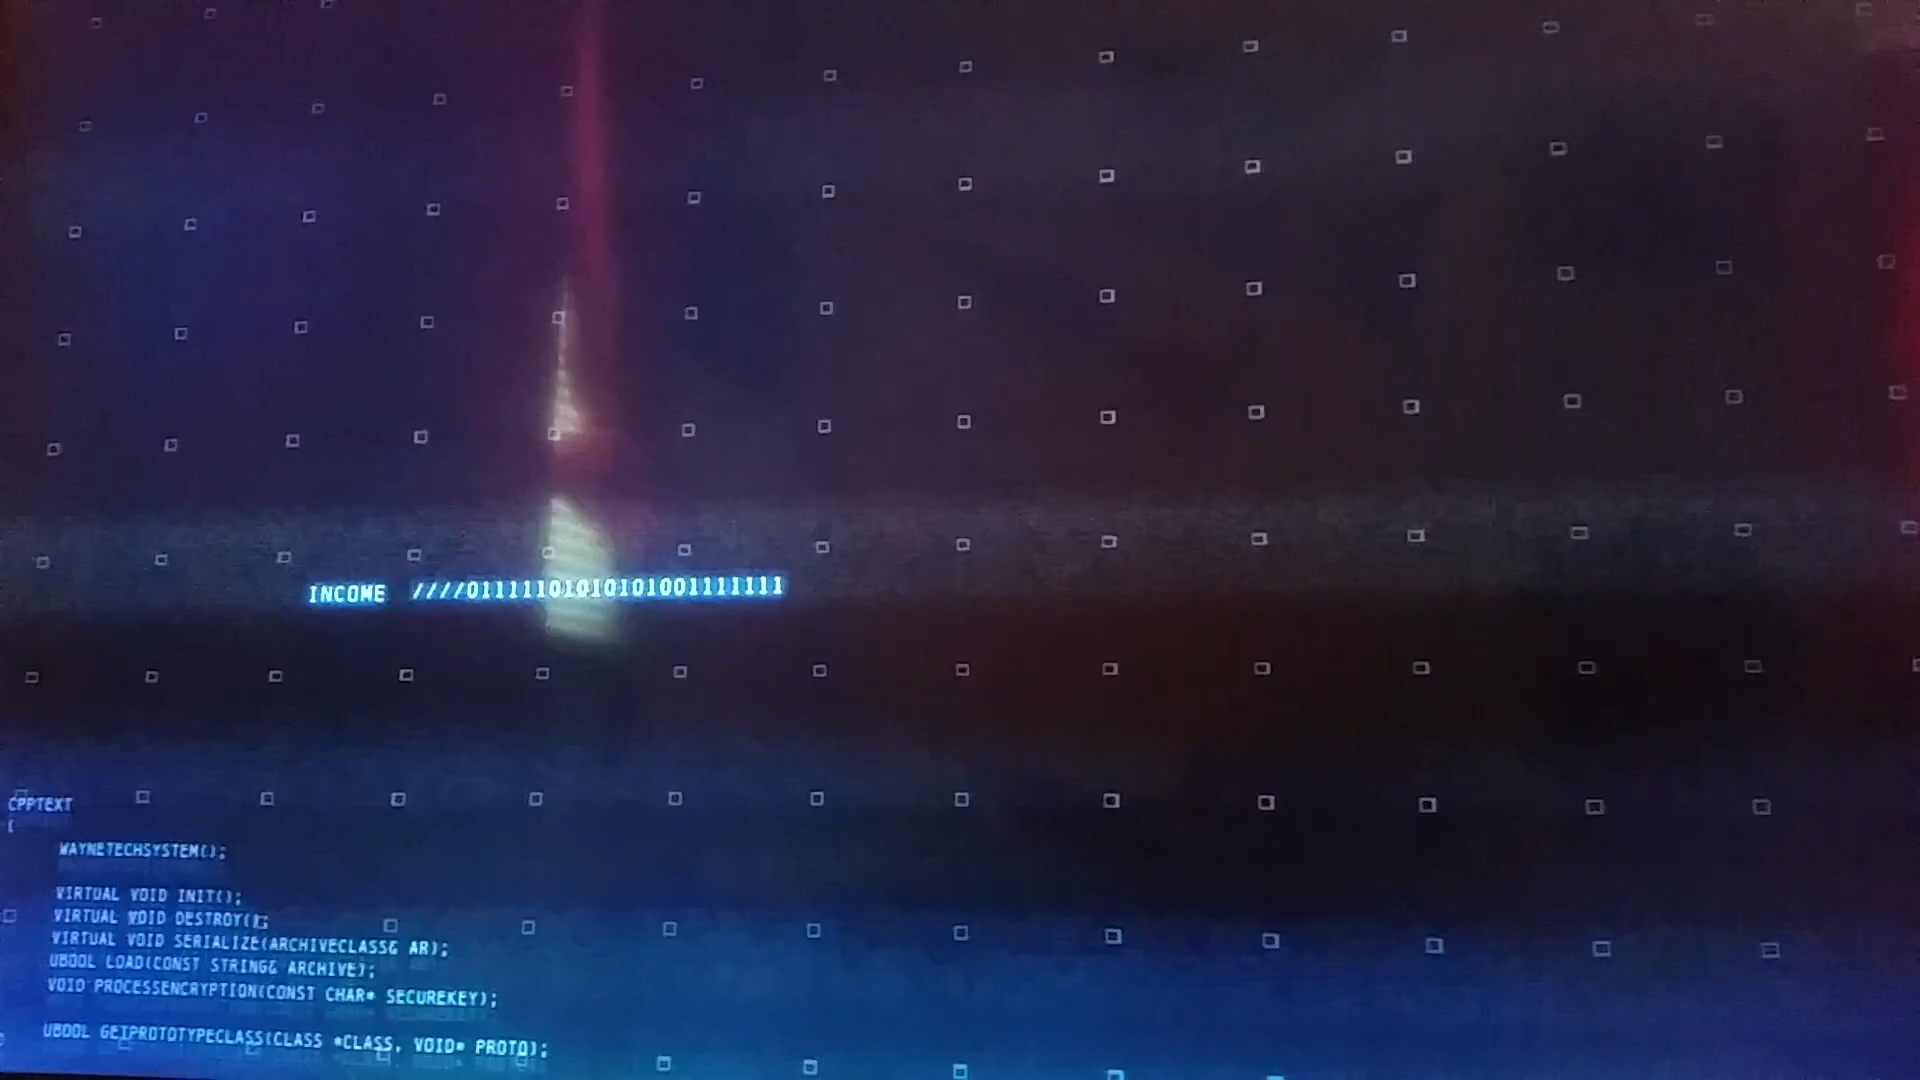 INCOME ////01111101010101001111111
CPPTEXT
{
WAYNETECHSYSTEM();
VIRTUAL VOID INIT();
VIRTUAL VOID DESTROY();
VIRTUAL VOID SERIALIZE(ARCHIVECLASS& AR);
UBOOL LOAD(CONST STRING& ARCHIVE);
VOID PROCESSENCRYPTION(CONST CHAR* SECUREKEY);
UBOOL GETPROTOTYPECLASS(CLASS *CLASS, VOID* PROTO);